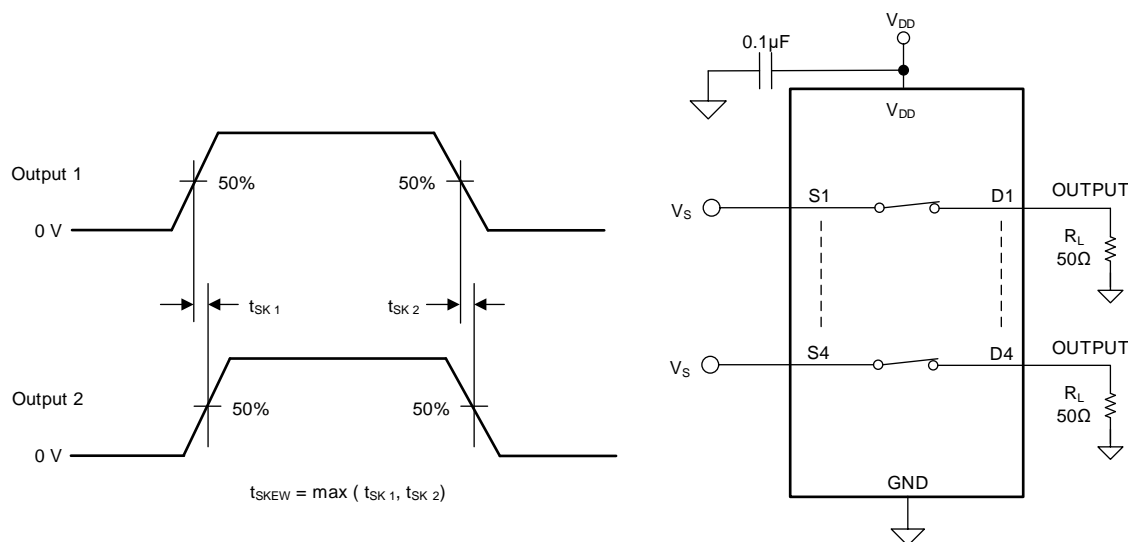 Output 1
50%
50%
0 V
tSK 1
tSK 2
Output 2
50%
50%
0 V
tSKEW = max ( tSK 1, tSK 2)
VDD
0.1µF
VDD
VS
S1
D1
OUTPUT
RL
50Ω
VS
S4
D4
OUTPUT
RL
50Ω
GND